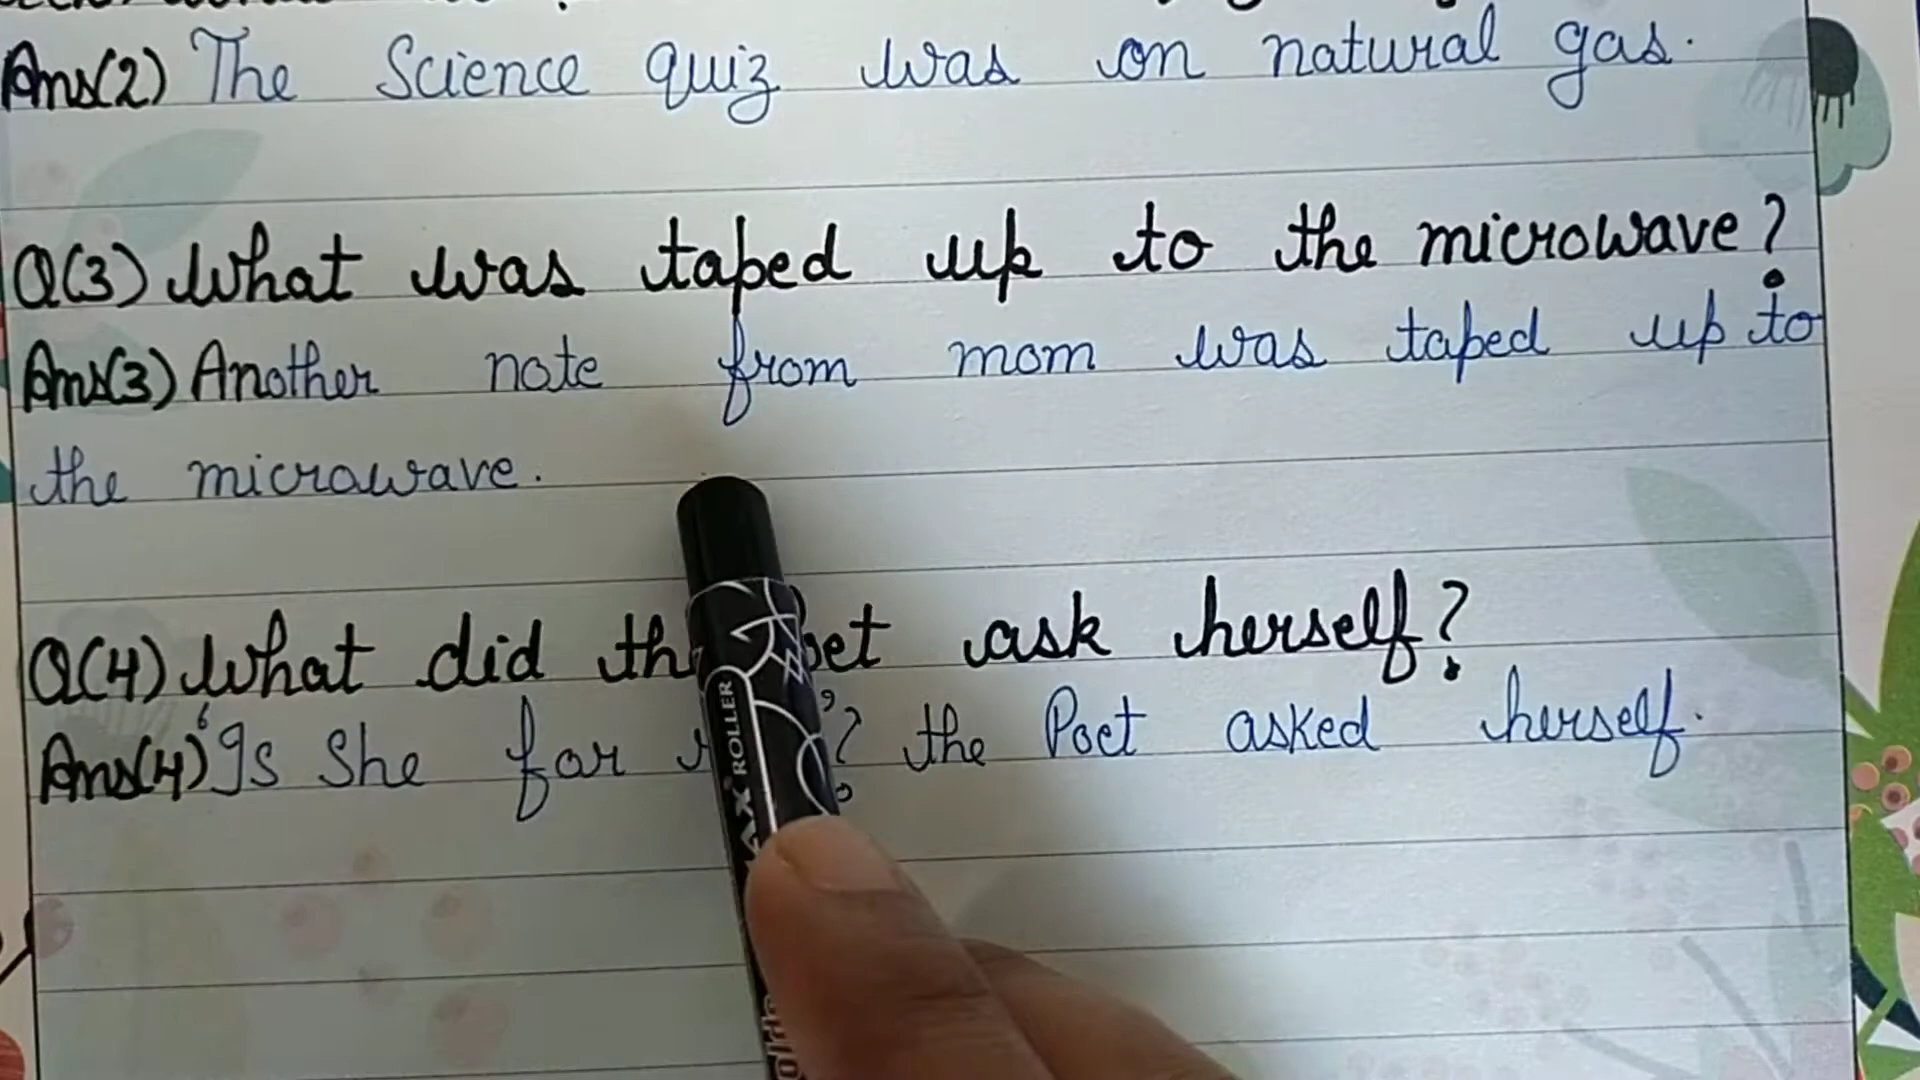 Ans(2) The Science quiz was on natural gas.
Q(3) What was taped up to the microwave?
Ans(3) Another note from mom was taped up to
the microwave.
Q(4) What did ask herself?
Ans(4) 'Is She for ? the Poet asked herself.
ROLLER